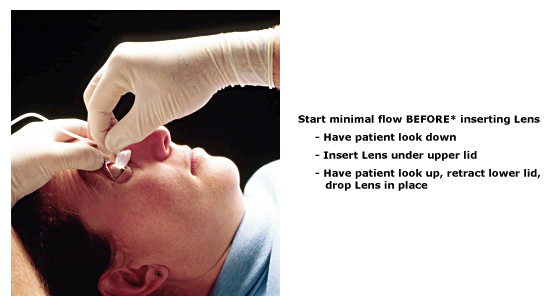 Start minimal flow BEFORE* inserting Lens
- Have patient look down
- Insert Lens under upper lid
- Have patient look up, retract lower lid,
drop Lens in place